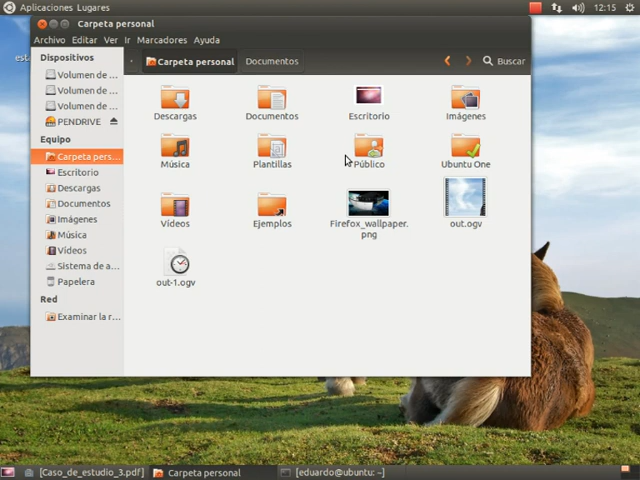 Aplicaciones Lugares
12:15
Carpeta personal
Archivo Editar Ver Ir Marcadores Ayuda
Carpeta personal Documentos Buscar
Dispositivos
Volumen de ...
Volumen de ...
Volumen de ...
PENDRIVE
Equipo
Carpeta pers...
Escritorio
Descargas
Documentos
Imágenes
Música
Vídeos
Sistema de a...
Papelera
Red
Examinar la r...
Descargas Documentos Escritorio Imágenes
Música Plantillas Público Ubuntu One
Vídeos Ejemplos Firefox_wallpaper.
png out.ogv
out-1.ogv
[Caso_de_estudio_3.pdf] Carpeta personal [eduardo@ubuntu: ~]